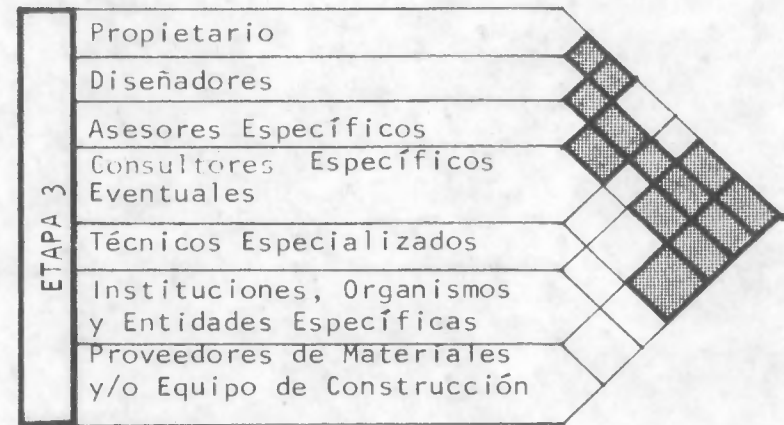 ETAPA 3
Propietario
Diseñadores
Asesores Específicos
Consultores Específicos
Eventuales
Técnicos Especializados
Instituciones, Organismos
y Entidades Específicas
Proveedores de Materiales
y/o Equipo de Construcción